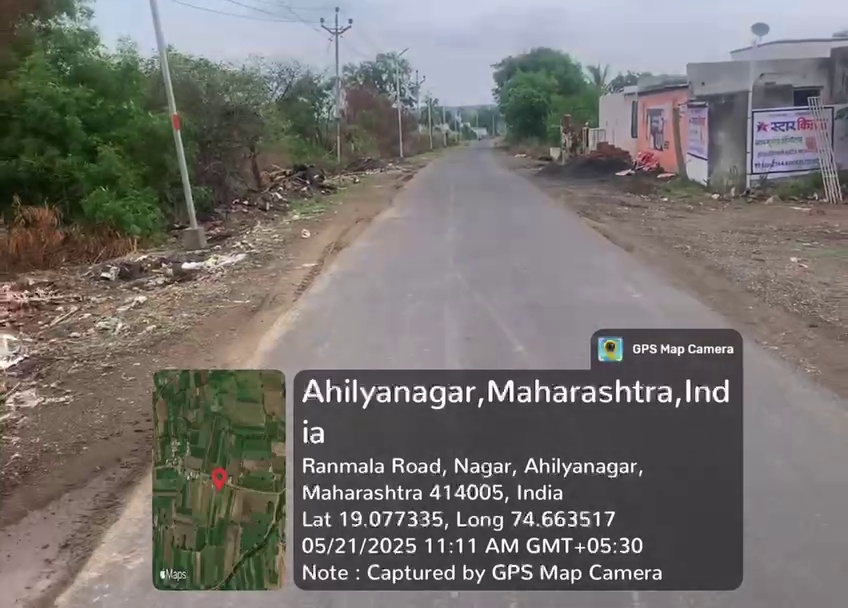 स्टार
GPS Map Camera
Ahilyanagar,Maharashtra,Ind
ia
Ranmala Road, Nagar, Ahilyanagar,
Maharashtra 414005, India
Lat 19.077335, Long 74.663517
05/21/2025 11:11 AM GMT+05:30
Note : Captured by GPS Map Camera
Maps